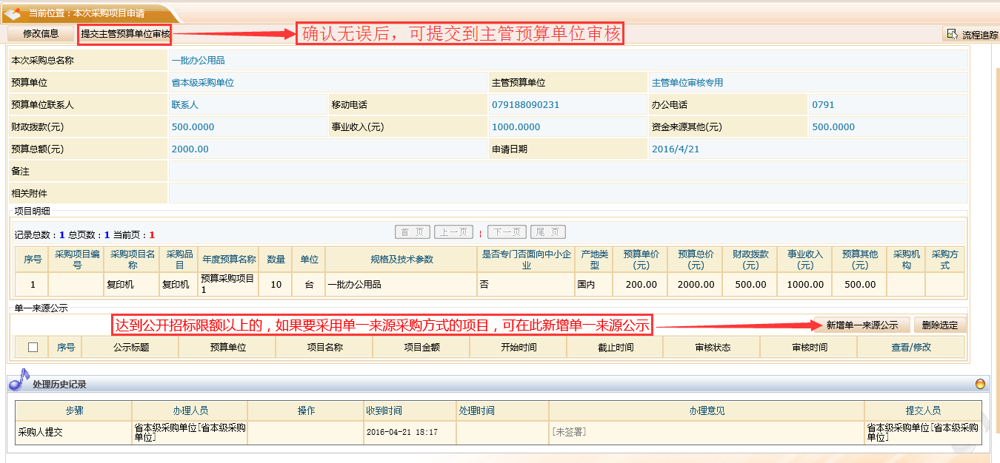 当前位置：本次采购项目申请
修改信息 提交主管预算单位审核 确认无误后，可提交到主管预算单位审核 流程追踪
本次采购总名称 一批办公用品
预算单位 省本级采购单位 主管预算单位 主管单位审核专用
预算单位联系人 联系人 移动电话 079188090231 办公电话 0791
财政拨款(元) 500.0000 事业收入(元) 1000.0000 资金来源其他(元) 500.0000
预算总额(元) 2000.00 申请日期 2016/4/21
备注
相关附件
项目明细
记录总数：1 总页数：1 当前页：1 首 页 上一页 ¦ 下一页 尾 页
序号 采购项目编号 采购项目名称 采购品目 年度预算名称 数量 单位 规格及技术参数 是否专门否面向中小企业 产地类型 预算单价(元) 预算总价(元) 财政拨款(元) 事业收入(元) 预算其他(元) 采购机构 采购方式
1 复印机 复印机 预算采购项目1 10 台 一批办公用品 否 国内 200.00 2000.00 500.00 1000.00 500.00
单一来源公示
达到公开招标限额以上的，如果要采用单一来源采购方式的项目，可在此新增单一来源公示 新增单一来源公示 删除选定
序号 公示标题 预算单位 项目名称 项目金额 开始时间 截止时间 审核状态 审核时间 查看/修改
处理历史记录
步骤 办理人员 操作 收到时间 处理时间 办理意见 提交人员
采购人提交 省本级采购单位[省本级采购单位] 2016-04-21 18:17 [未签署] 省本级采购单位[省本级采购单位]